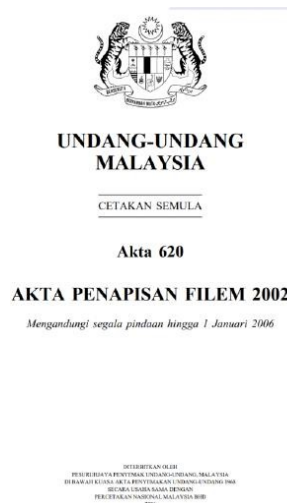 UNDANG-UNDANG
MALAYSIA
CETAKAN SEMULA
Akta 620
AKTA PENAPISAN FILEM 2002
Mengandungi segala pindaan hingga 1 Januari 2006
DITERBITKAN OLEH
PESURUHJAYA PENYEMAK UNDANG-UNDANG, MALAYSIA
DI BAWAH KUASA AKTA PENYEMAKAN UNDANG-UNDANG 1968
SECARA USAHA SAMA DENGAN
PERCETAKAN NASIONAL MALAYSIA BHD